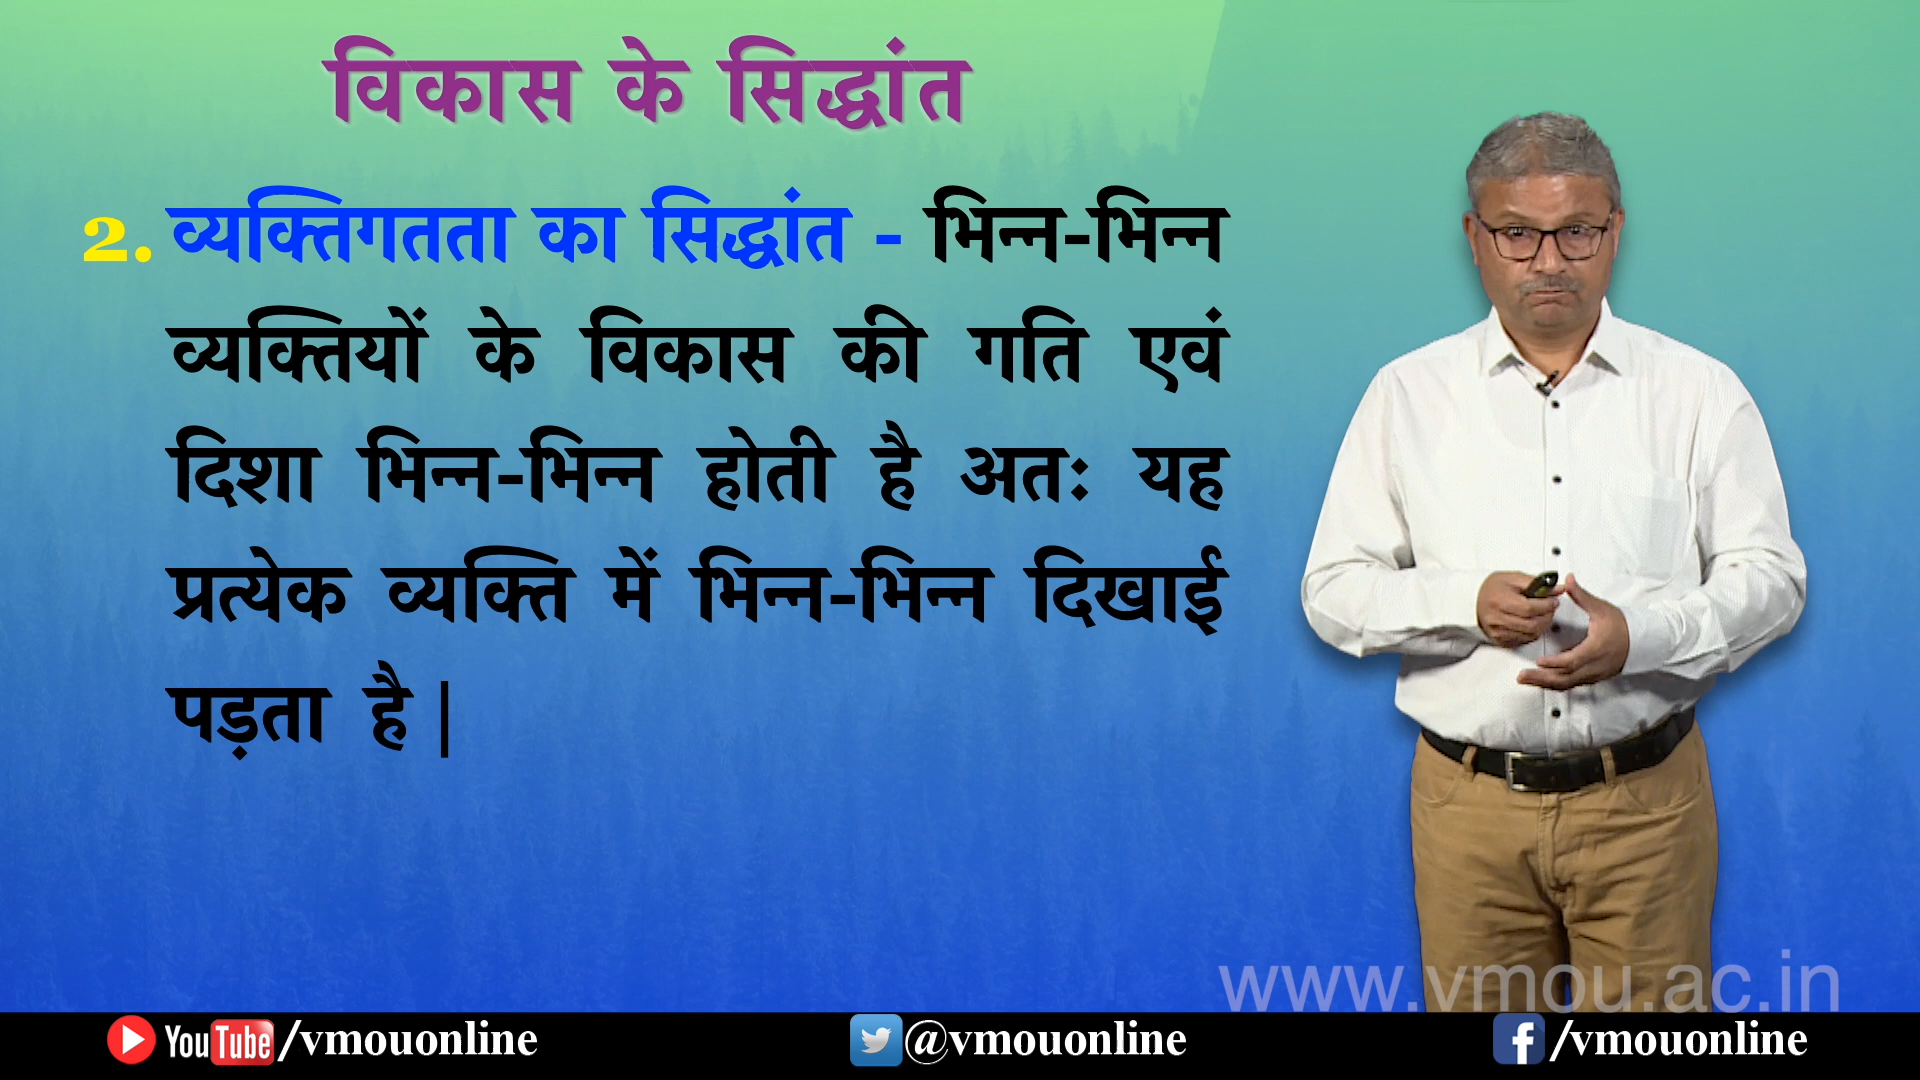 विकास के सिद्धांत
2. व्यक्तिगतता का सिद्धांत - भिन्न-भिन्न
व्यक्तियों के विकास की गति एवं
दिशा भिन्न-भिन्न होती है अतः यह
प्रत्येक व्यक्ति में भिन्न-भिन्न दिखाई
पड़ता है |
www.vmou.ac.in
YouTube /vmouonline @vmouonline /vmouonline